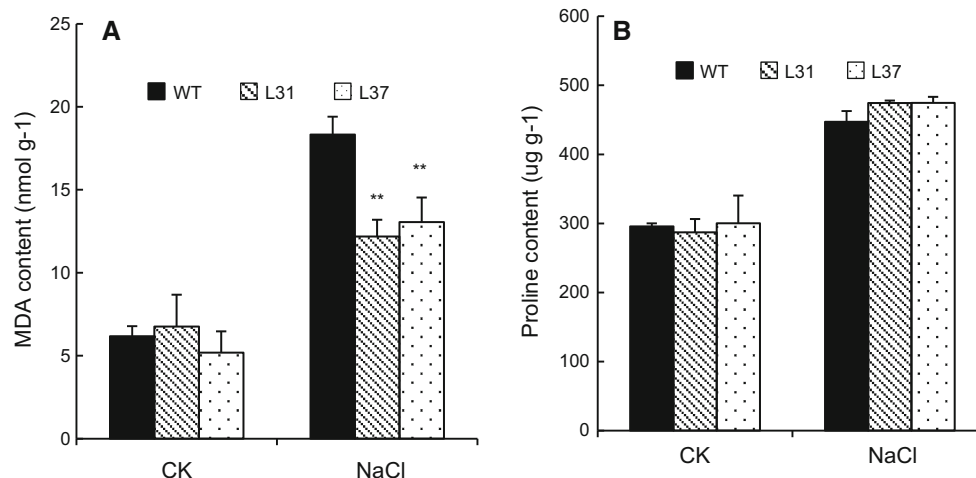 A
MDA content (nmol g-1)
25
20
15
10
5
0
WT L31 L37
**
**
CK NaCl
B
Proline content (ug g-1)
600
500
400
300
200
100
0
WT L31 L37
CK NaCl